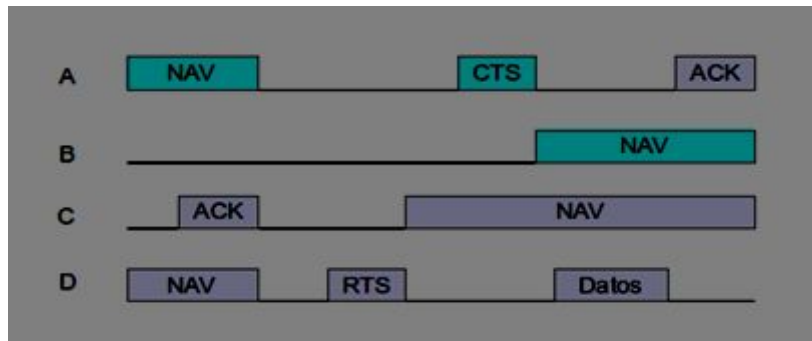 A NAV CTS ACK
B NAV
C ACK NAV
D NAV RTS Datos